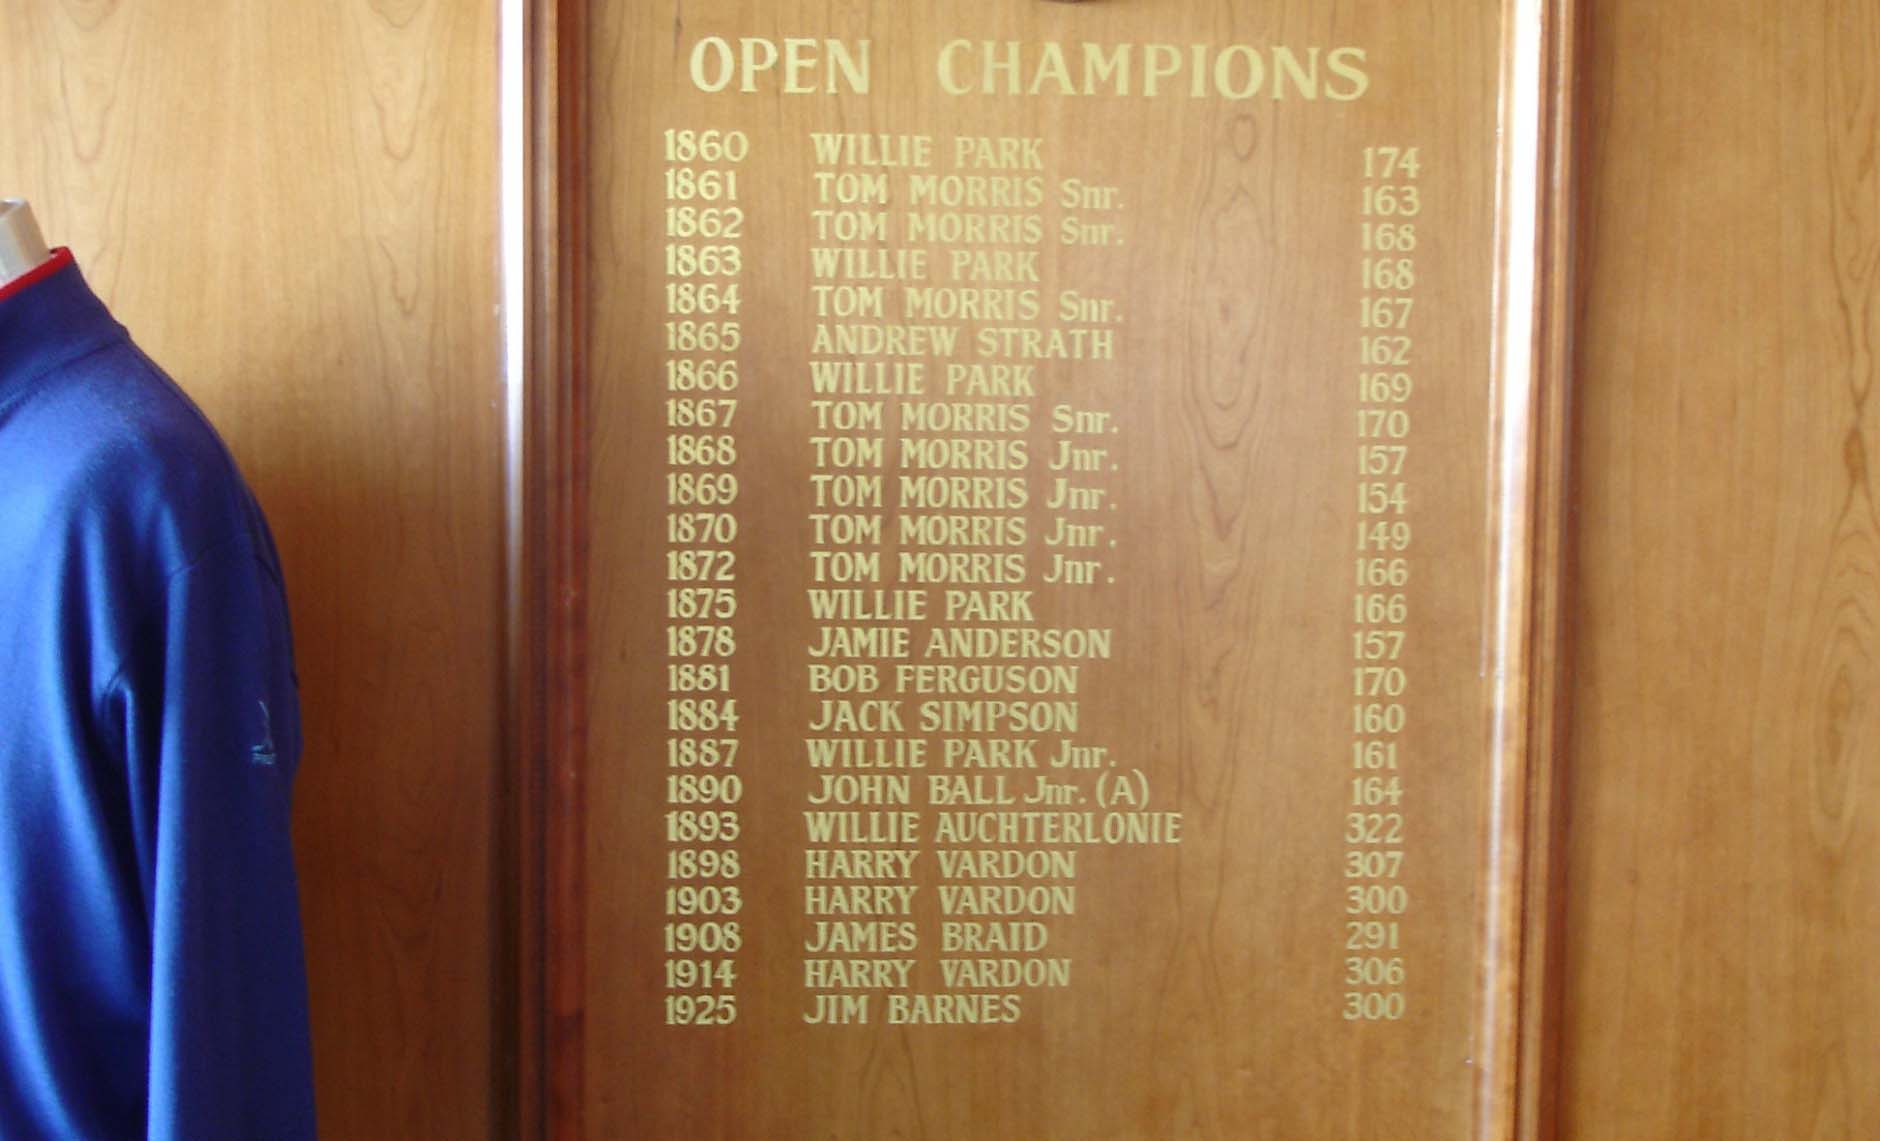 OPEN CHAMPIONS
1860 WILLIE PARK 174
1861 TOM MORRIS Snr. 163
1862 TOM MORRIS Snr. 168
1863 WILLIE PARK 168
1864 TOM MORRIS Snr. 167
1865 ANDREW STRATH 162
1866 WILLIE PARK 169
1867 TOM MORRIS Snr. 170
1868 TOM MORRIS Jnr. 157
1869 TOM MORRIS Jnr. 154
1870 TOM MORRIS Jnr. 149
1872 TOM MORRIS Jnr. 166
1875 WILLIE PARK 166
1878 JAMIE ANDERSON 157
1881 BOB FERGUSON 170
1884 JACK SIMPSON 160
1887 WILLIE PARK Jnr. 161
1890 JOHN BALL Jnr. (A) 164
1893 WILLIE AUCHTERLONIE 322
1898 HARRY VARDON 307
1903 HARRY VARDON 300
1908 JAMES BRAID 291
1914 HARRY VARDON 306
1925 JIM BARNES 300